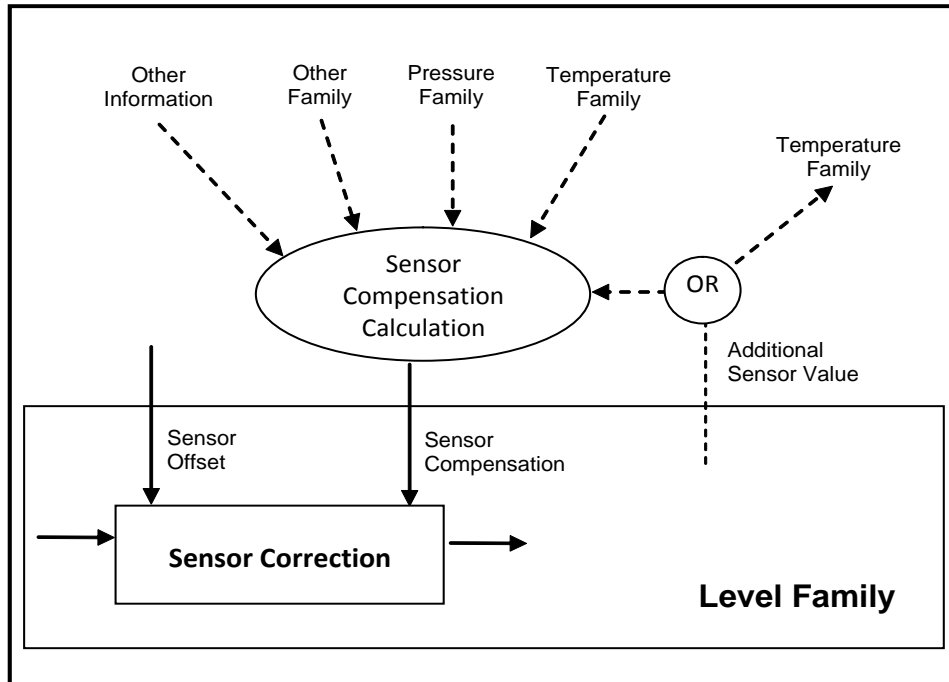 Other
Information
Other
Family
Pressure
Family
Temperature
Family
Temperature
Family
Sensor
Compensation
Calculation
OR
Additional
Sensor Value
Sensor
Offset
Sensor
Compensation
Sensor Correction
Level Family